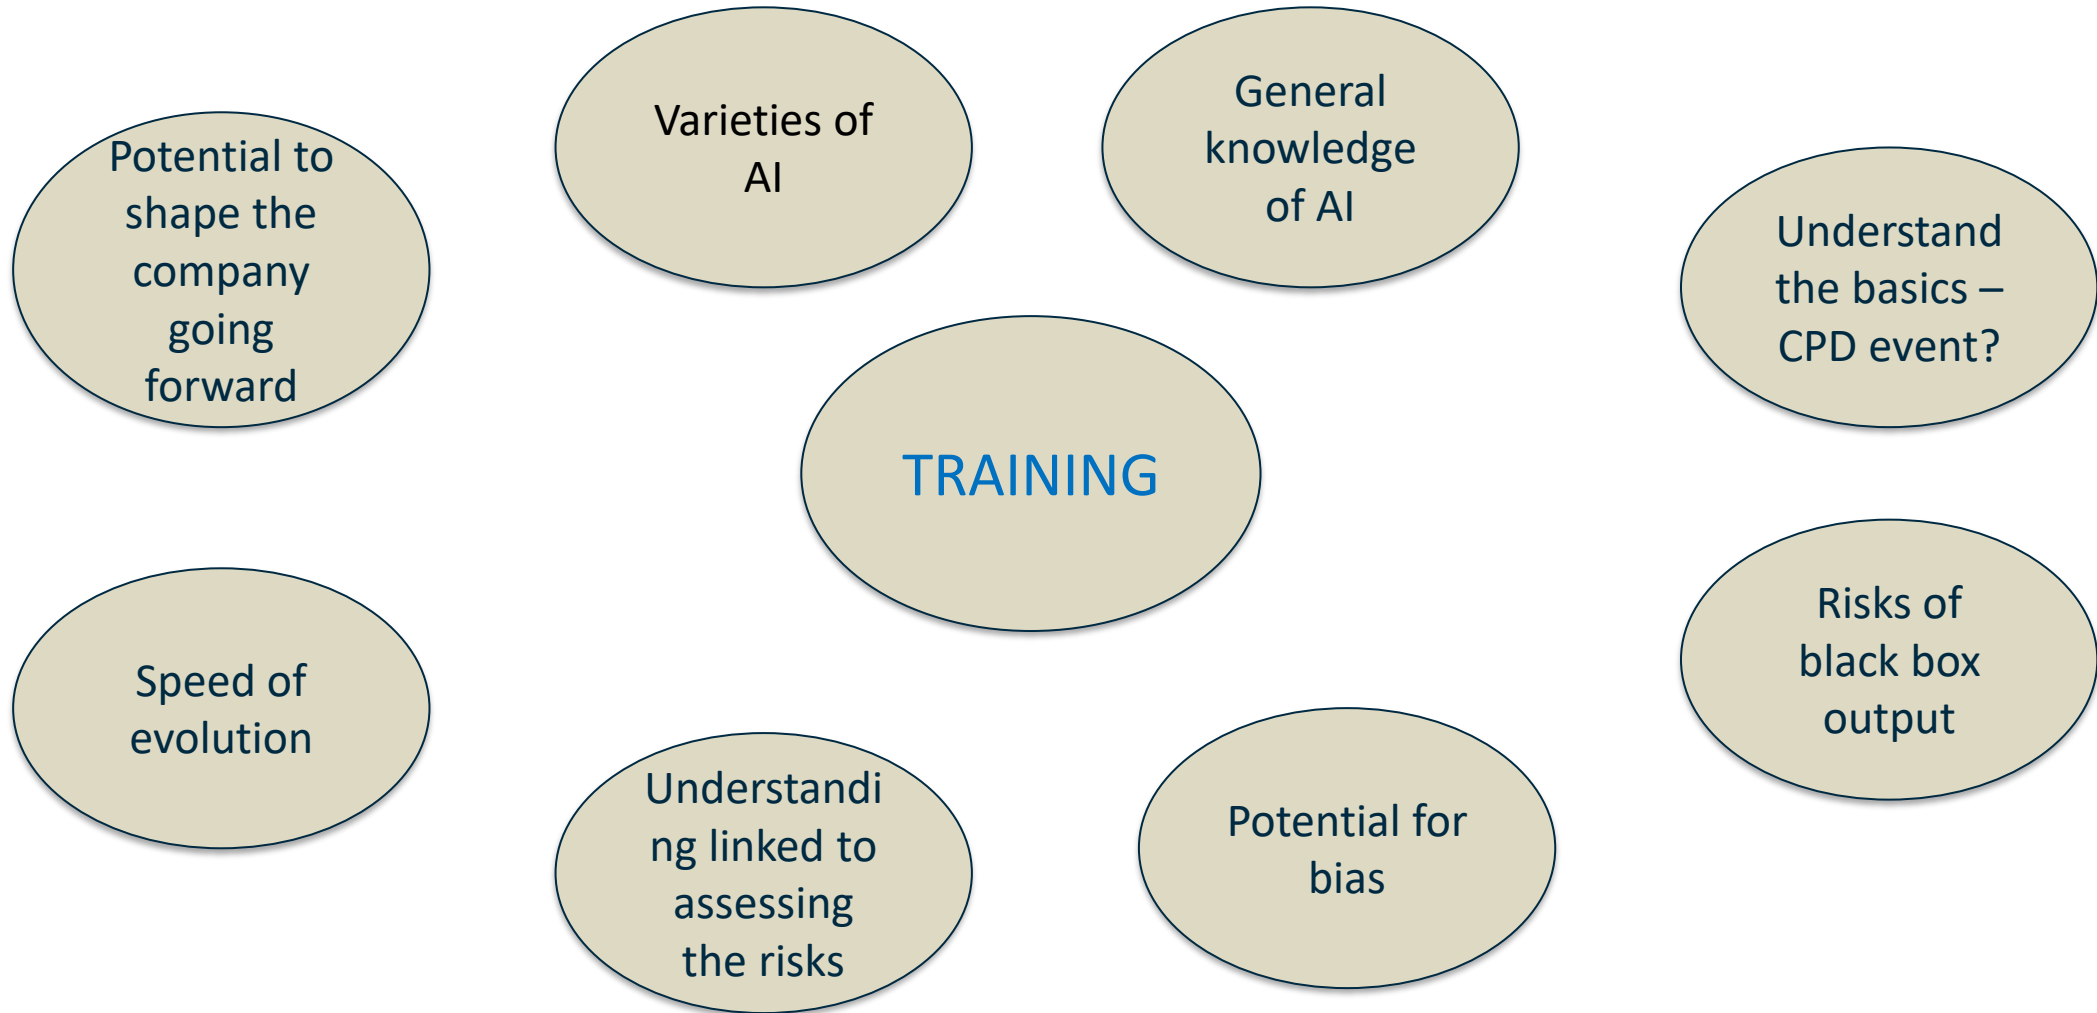 Potential to
shape the
company
going
forward
Varieties of
AI
General
knowledge
of AI
Understand
the basics –
CPD event?
TRAINING
Speed of
evolution
Understandi
ng linked to
assessing
the risks
Potential for
bias
Risks of
black box
output